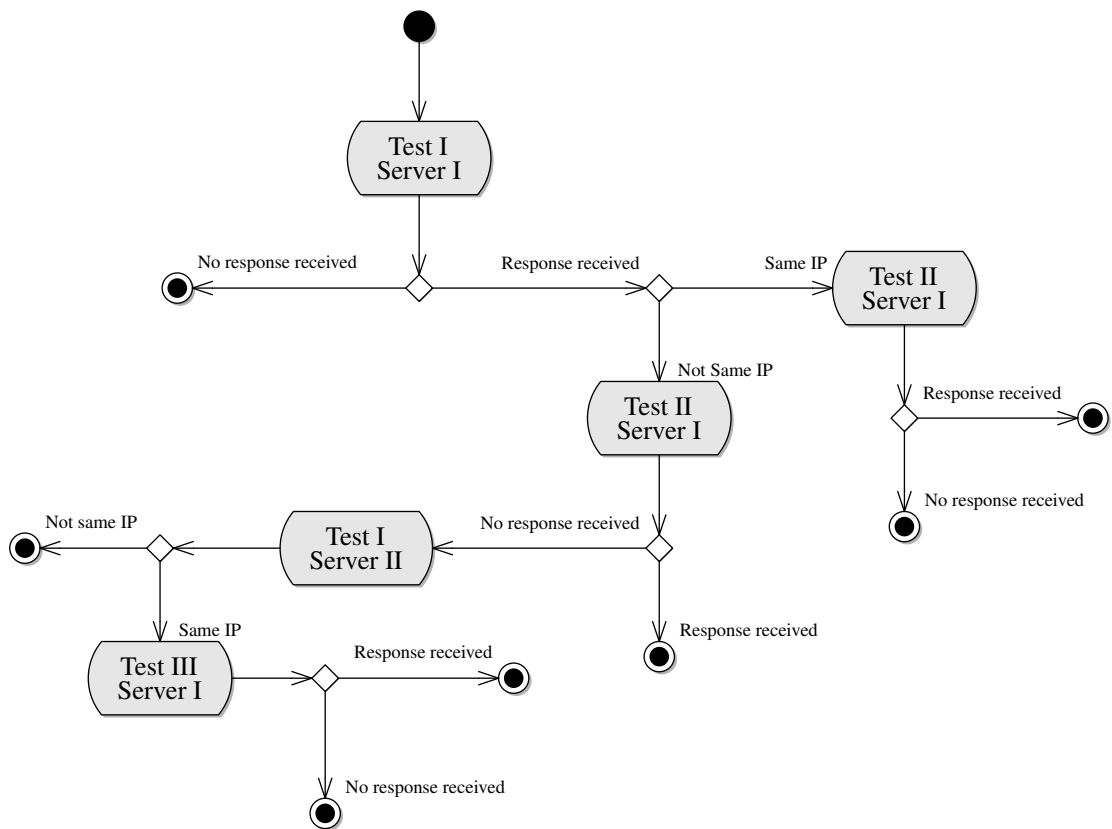 Test I
Server I
No response received
Response received
Same IP
Test II
Server I
Not Same IP
Test II
Server I
Response received
No response received
No response received
Not same IP
Test I
Server II
Response received
Same IP
Test III
Server I
Response received
No response received